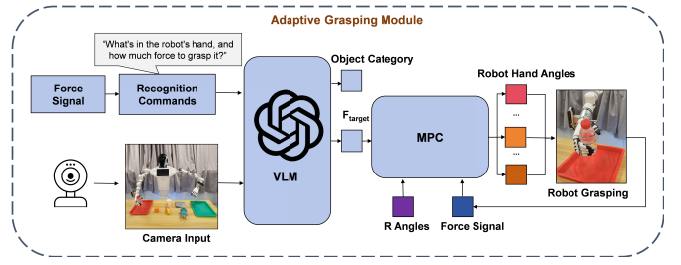 Adaptive Grasping Module
"What's in the robot's hand, and
how much force to grasp it?"
Force
Signal
Recognition
Commands
Camera Input
VLM
Object Category
F_target
MPC
R Angles
Force Signal
Robot Hand Angles
...
...
Robot Grasping